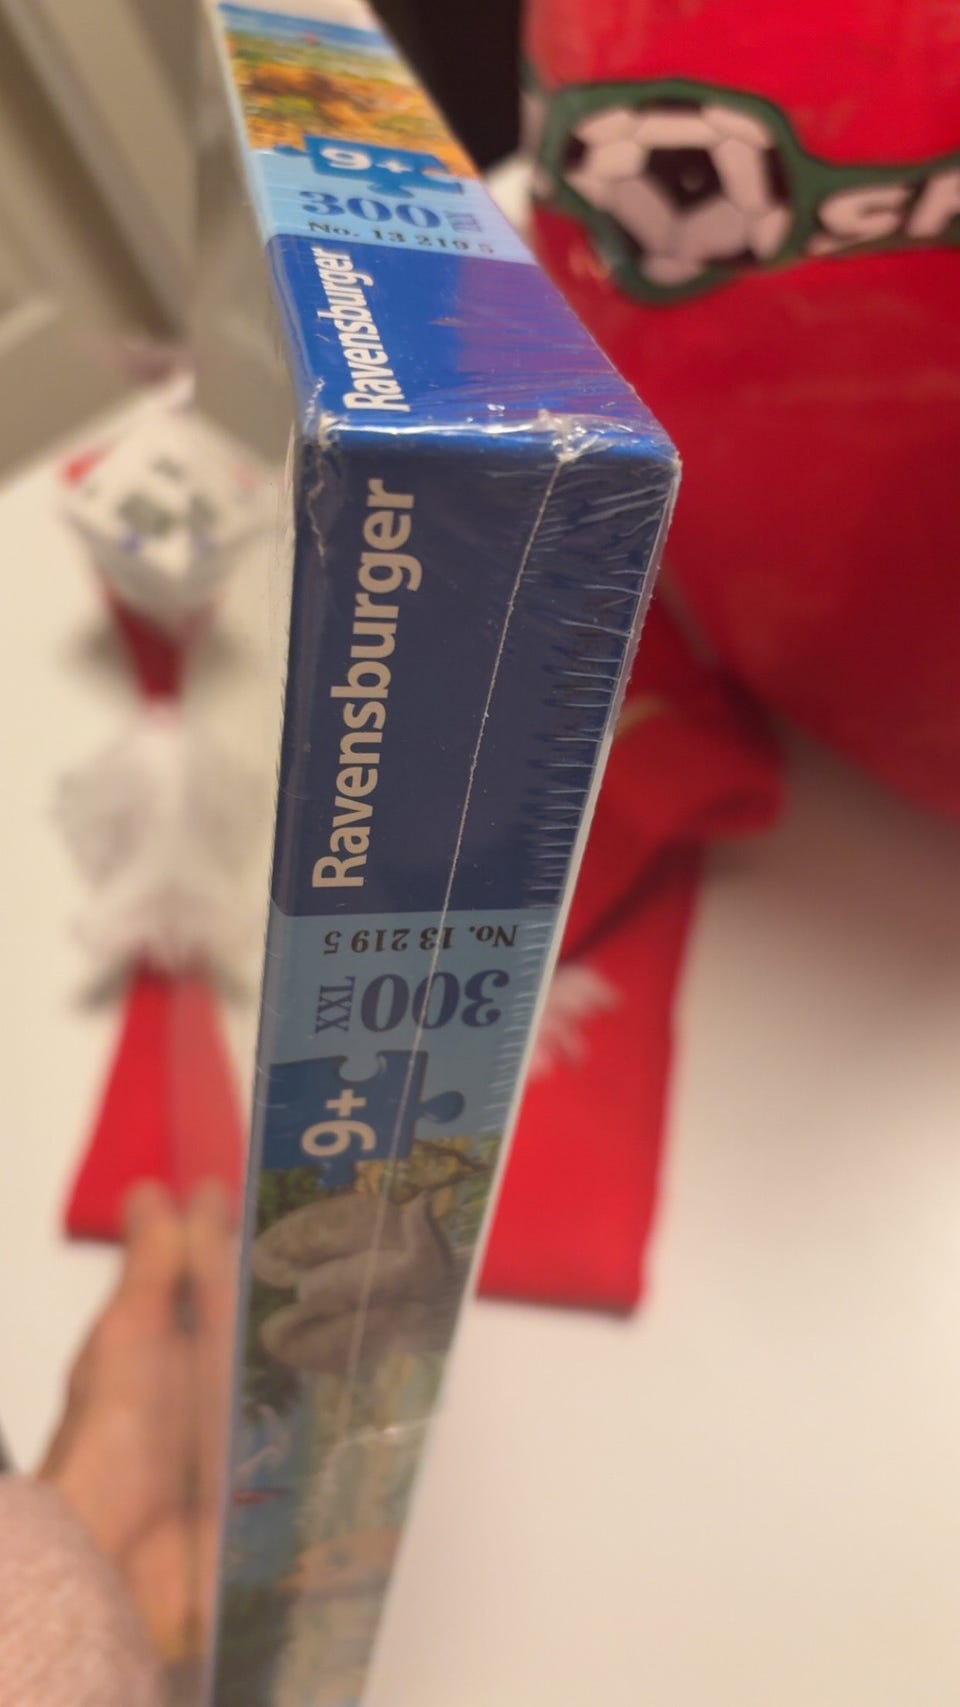 9+
300 XXL
No. 13 219 5
Ravensburger
Ravensburger
No. 13 219 5
300 XXL
9+